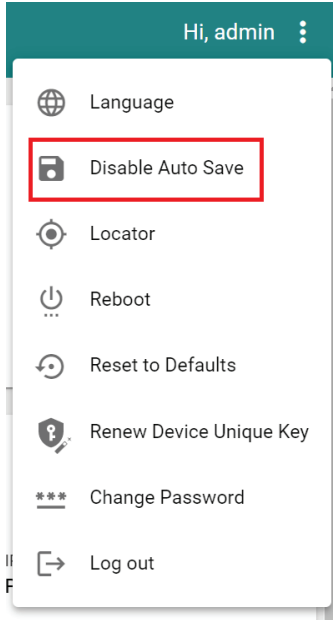 Hi, admin
Language
Disable Auto Save
Locator
Reboot
Reset to Defaults
Renew Device Unique Key
Change Password
Log out